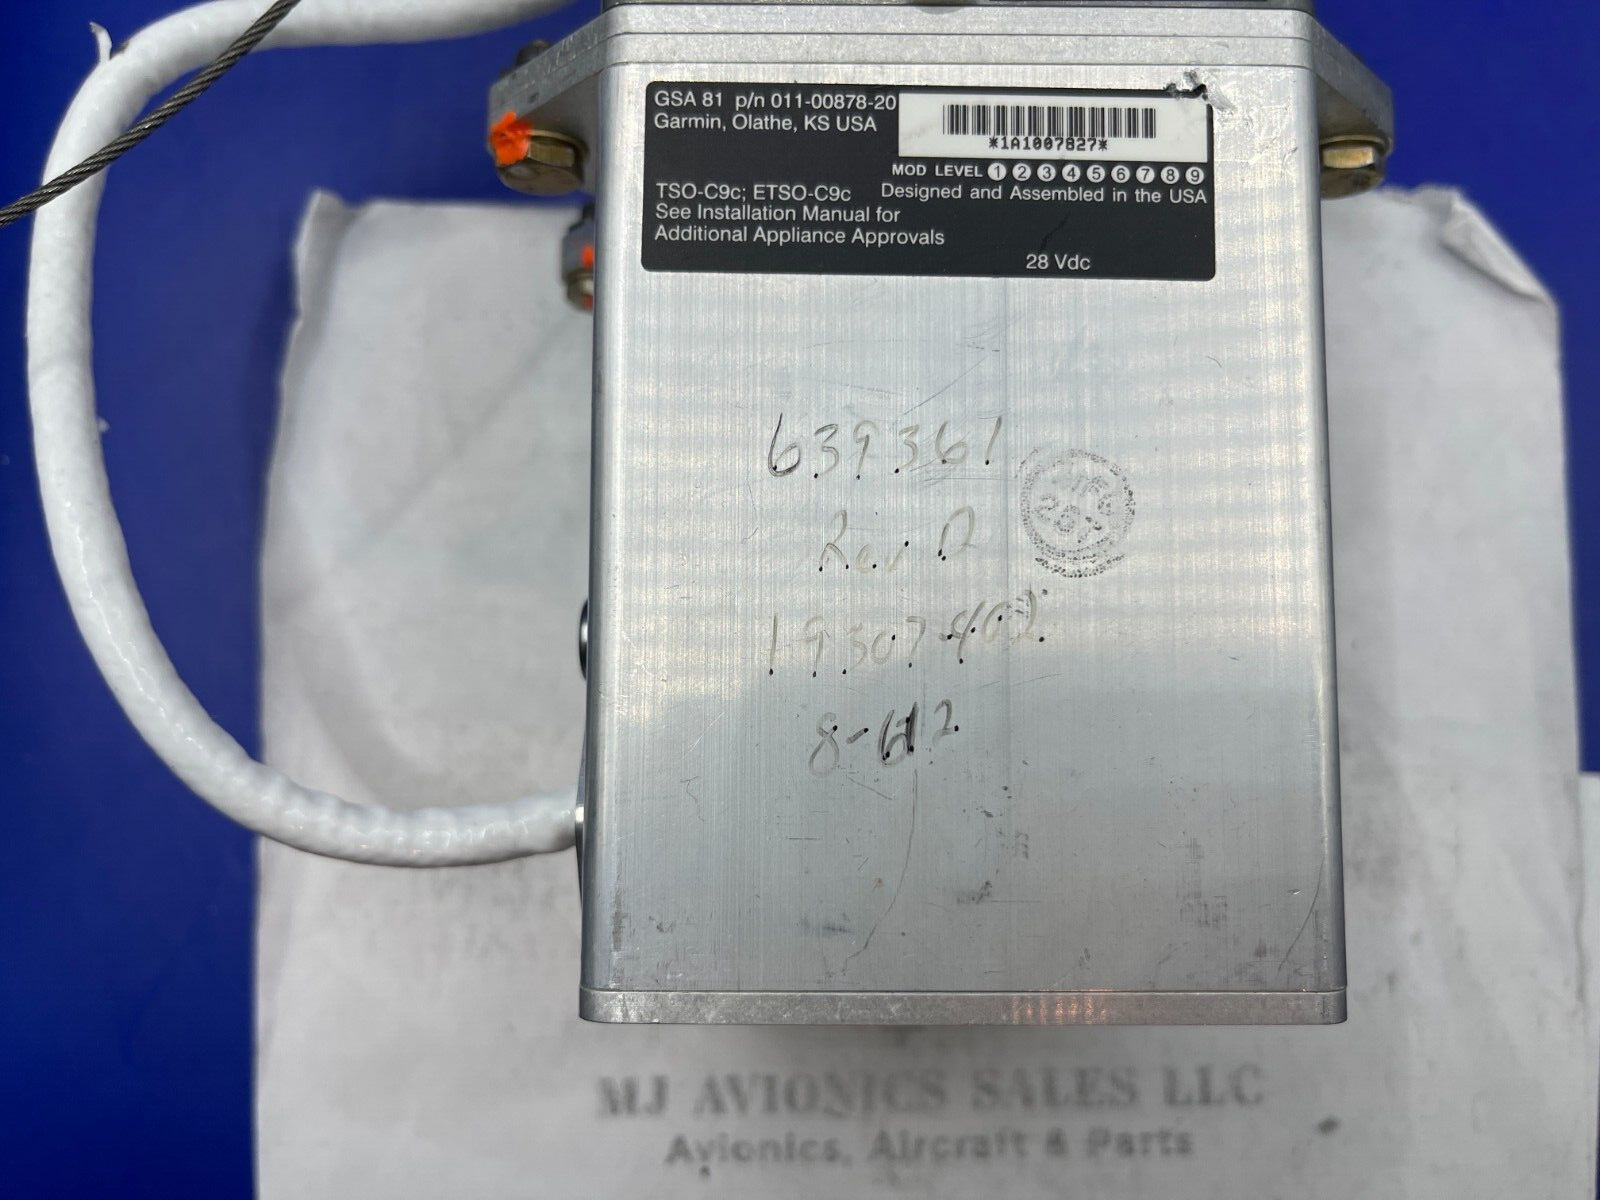 GSA 81 p/n 011-00878-20
Garmin, Olathe, KS USA
*1A1007827*
MOD LEVEL 1 2 3 4 5 6 7 8 9
TSO-C9c; ETSO-C9c Designed and Assembled in the USA
See Installation Manual for
Additional Appliance Approvals
28 Vdc
639361
Rev D
19307402
8-612
MJ AVIONICS SALES LLC
Avionics, Aircraft & Parts